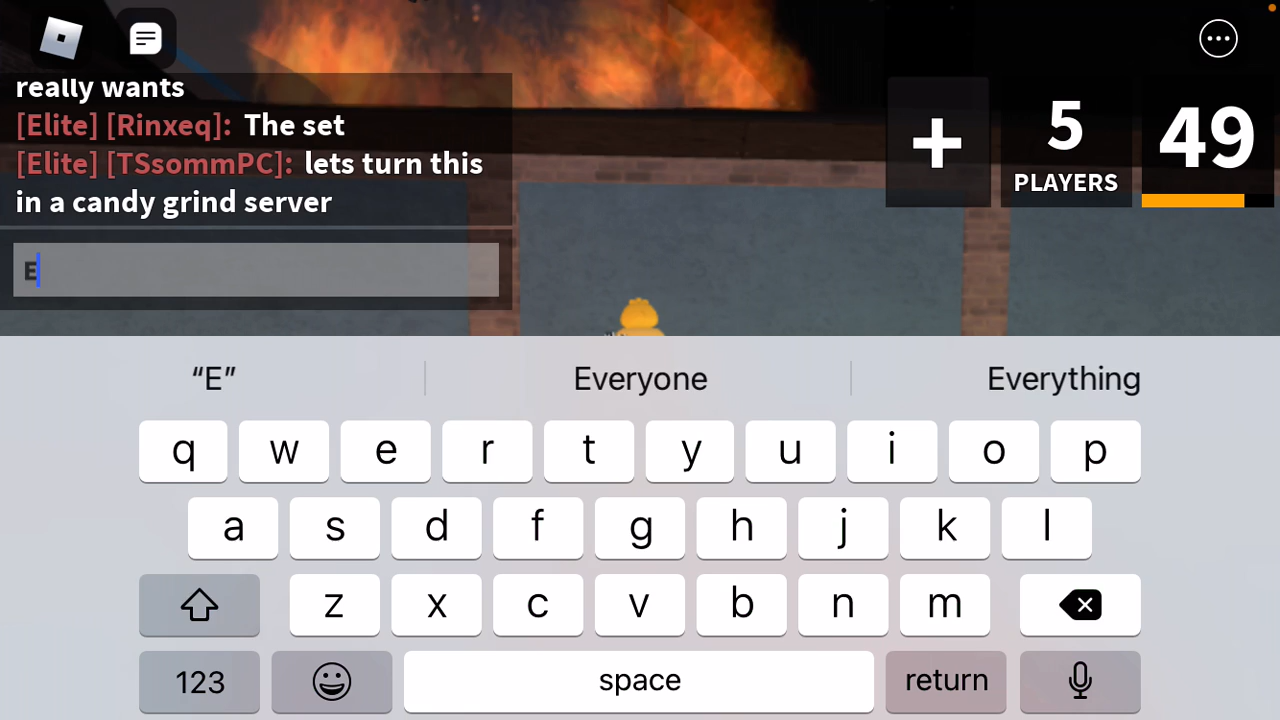 really wants
[Elite] [Rinxeq]: The set
[Elite] [TSsommPC]: lets turn this
in a candy grind server
E
5
PLAYERS
49
“E” Everyone Everything
q w e r t y u i o p
a s d f g h j k l
z x c v b n m
123 space return